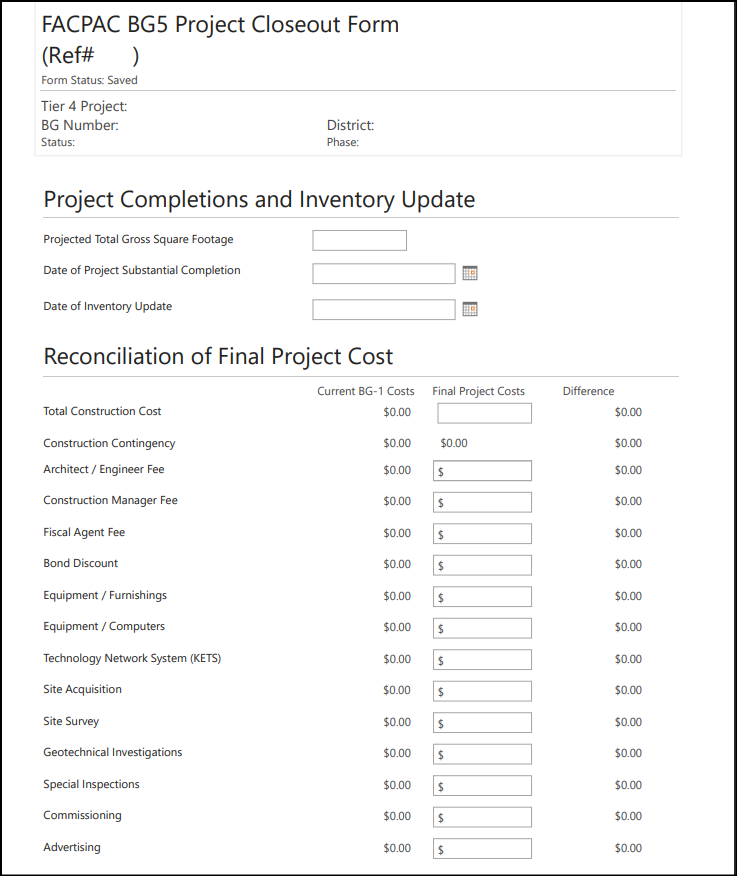 FACPAC BG5 Project Closeout Form
(Ref# )
Form Status: Saved
Tier 4 Project:
BG Number: District:
Status: Phase:
Project Completions and Inventory Update
Projected Total Gross Square Footage
Date of Project Substantial Completion
Date of Inventory Update
Reconciliation of Final Project Cost
Current BG-1 Costs Final Project Costs Difference
Total Construction Cost $0.00 $0.00
Construction Contingency $0.00 $0.00 $0.00
Architect / Engineer Fee $0.00 $ $0.00
Construction Manager Fee $0.00 $ $0.00
Fiscal Agent Fee $0.00 $ $0.00
Bond Discount $0.00 $ $0.00
Equipment / Furnishings $0.00 $ $0.00
Equipment / Computers $0.00 $ $0.00
Technology Network System (KETS) $0.00 $ $0.00
Site Acquisition $0.00 $ $0.00
Site Survey $0.00 $ $0.00
Geotechnical Investigations $0.00 $ $0.00
Special Inspections $0.00 $ $0.00
Commissioning $0.00 $ $0.00
Advertising $0.00 $ $0.00